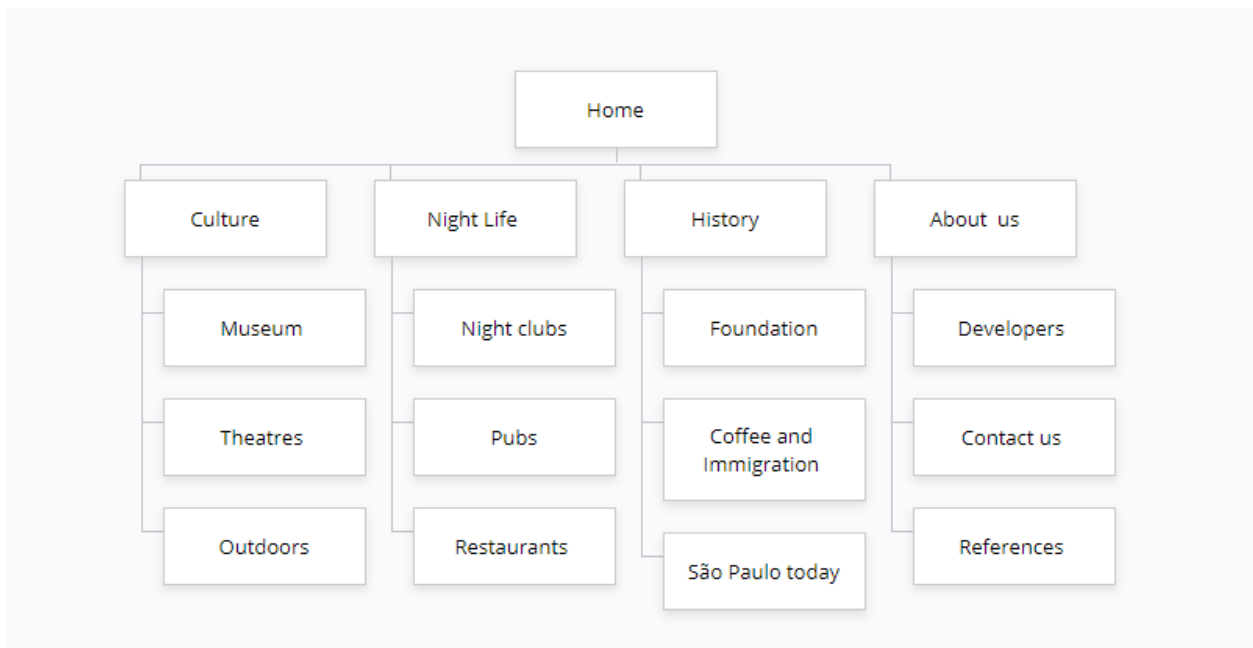 Home
Culture
Night Life
History
About us
Museum
Night clubs
Foundation
Developers
Theatres
Pubs
Coffee and
Immigration
Contact us
Outdoors
Restaurants
São Paulo today
References